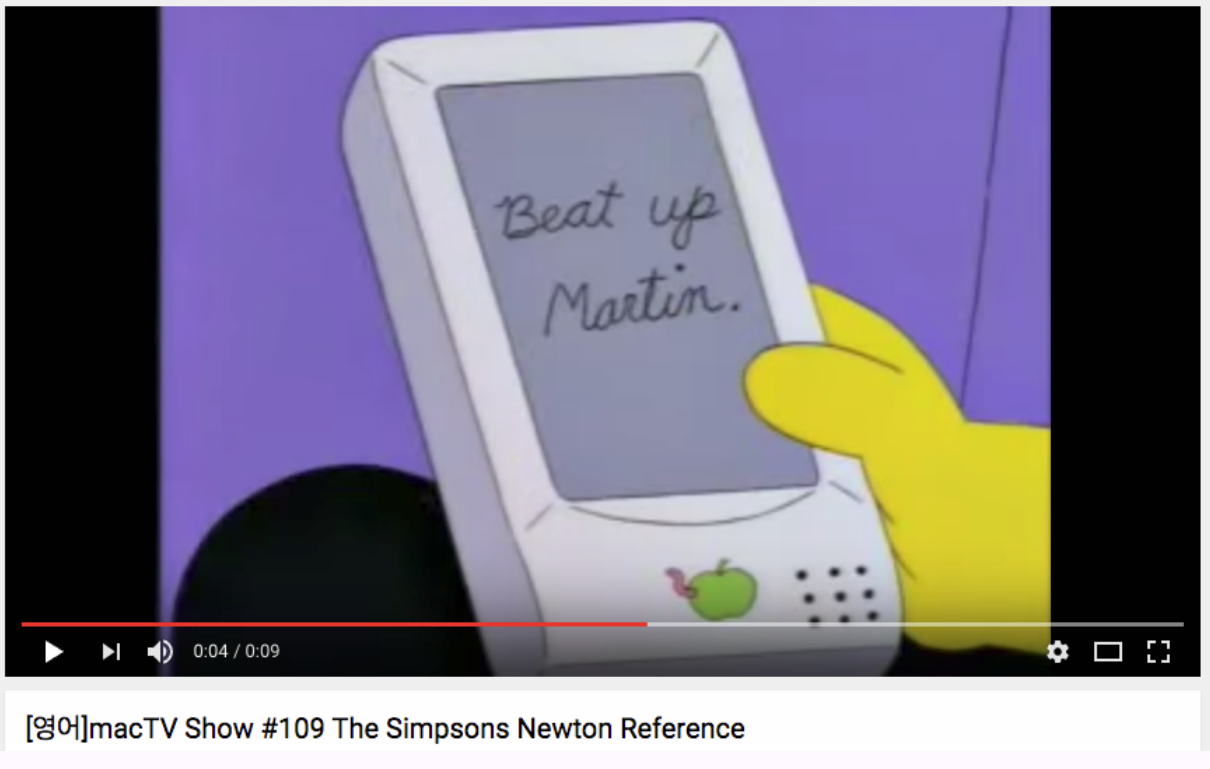 Beat up
Martin.
0:04 / 0:09
[영어]macTV Show #109 The Simpsons Newton Reference